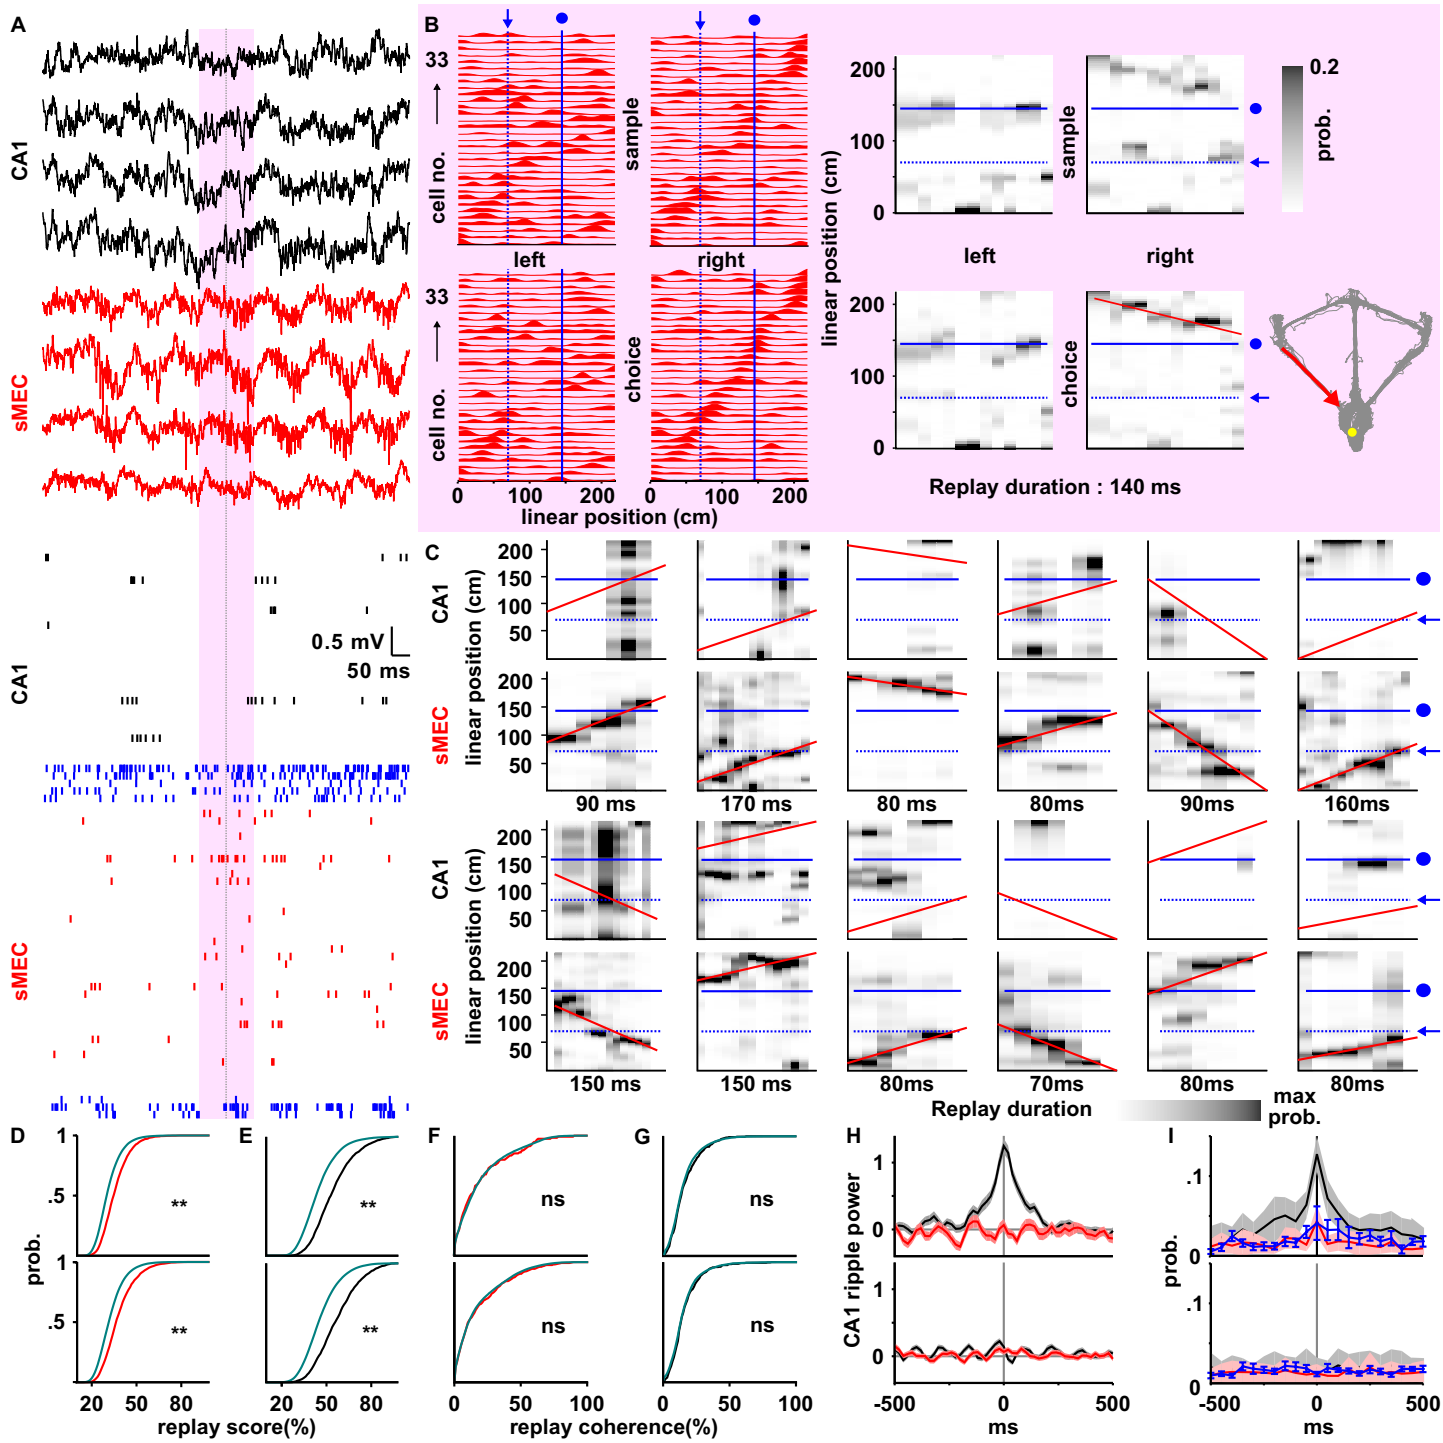 A
CA1
sMEC
CA1
0.5 mV
50 ms
sMEC
B
33
cell no.
sample
left
right
33
cell no.
choice
0
100
200
0
100
200
linear position (cm)
linear position (cm)
200
100
0
sample
left
right
200
100
0
choice
0.2
prob.
Replay duration : 140 ms
C
CA1
sMEC
linear position (cm)
linear position (cm)
200
150
100
50
200
150
100
50
90 ms
170 ms
80 ms
80ms
90ms
160ms
CA1
sMEC
linear position (cm)
linear position (cm)
200
150
100
50
200
150
100
50
150 ms
150 ms
80ms
70ms
80ms
80ms
Replay duration
max
prob.
D
1
.5
**
1
.5
**
prob.
20
80
E
**
**
20
80
replay score(%)
F
ns
ns
0
100
G
ns
ns
0
100
replay coherence(%)
H
1
0
1
0
CA1 ripple power
-500
0
500
ms
I
.1
0
.1
0
prob.
-500
0
500
ms